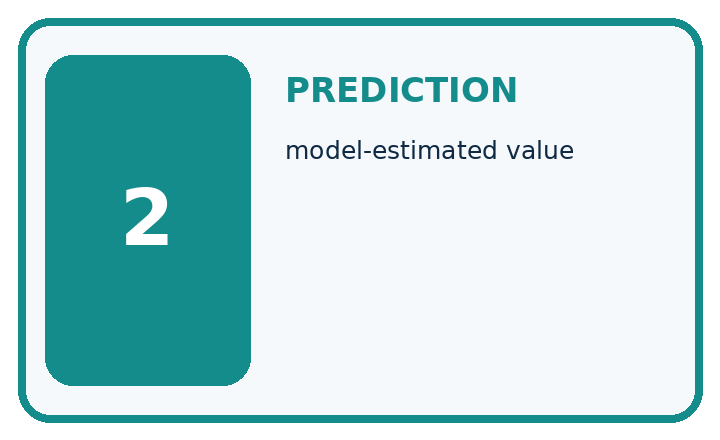 2
PREDICTION
model-estimated value